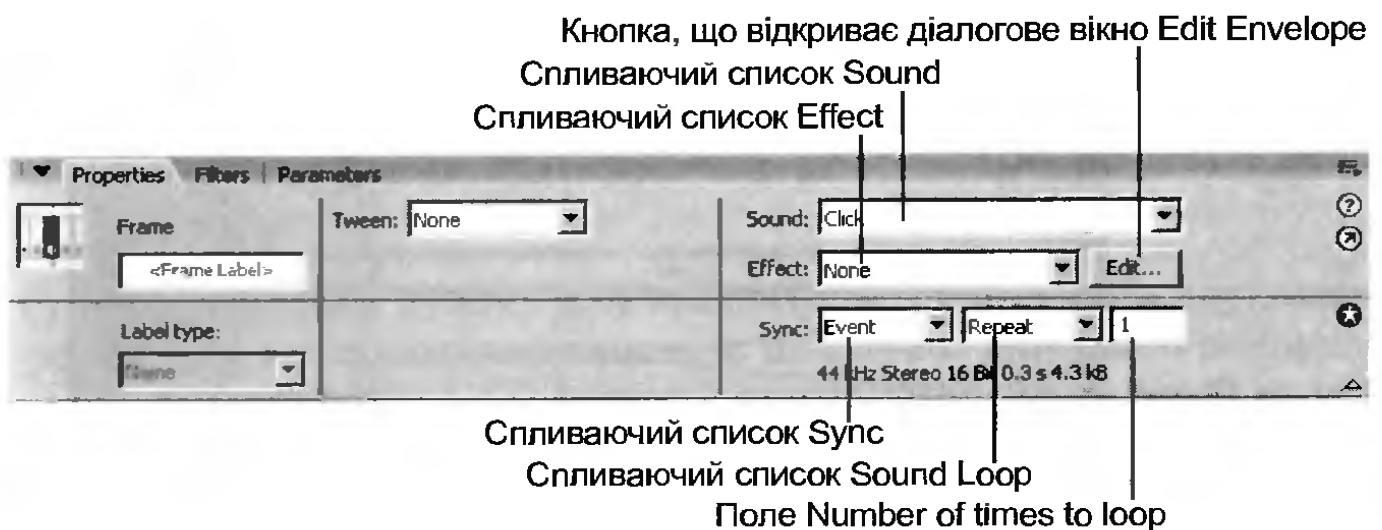 Кнопка, що відкриває діалогове вікно Edit Envelope
Спливаючий список Sound
Спливаючий список Effect
Properties Filters Parameters
Frame
<Frame Label>
Label type:
None
Tween: None
Sound: Click
Effect: None Edit...
Sync: Event Repeat 1
44 kHz Stereo 16 Bit 0.3 s 4.3 kB
Спливаючий список Sync
Спливаючий список Sound Loop
Поле Number of times to loop